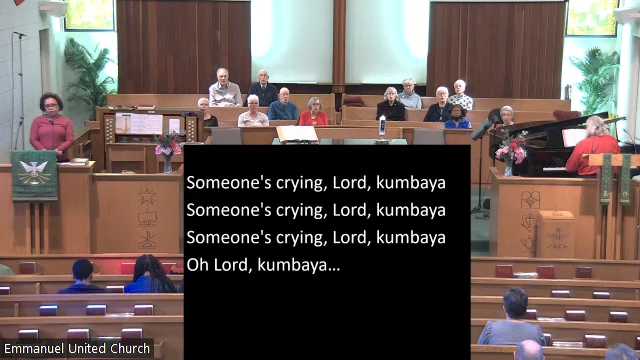 Someone's crying, Lord, kumbaya
Someone's crying, Lord, kumbaya
Someone's crying, Lord, kumbaya
Oh Lord, kumbaya...
Emmanuel United Church